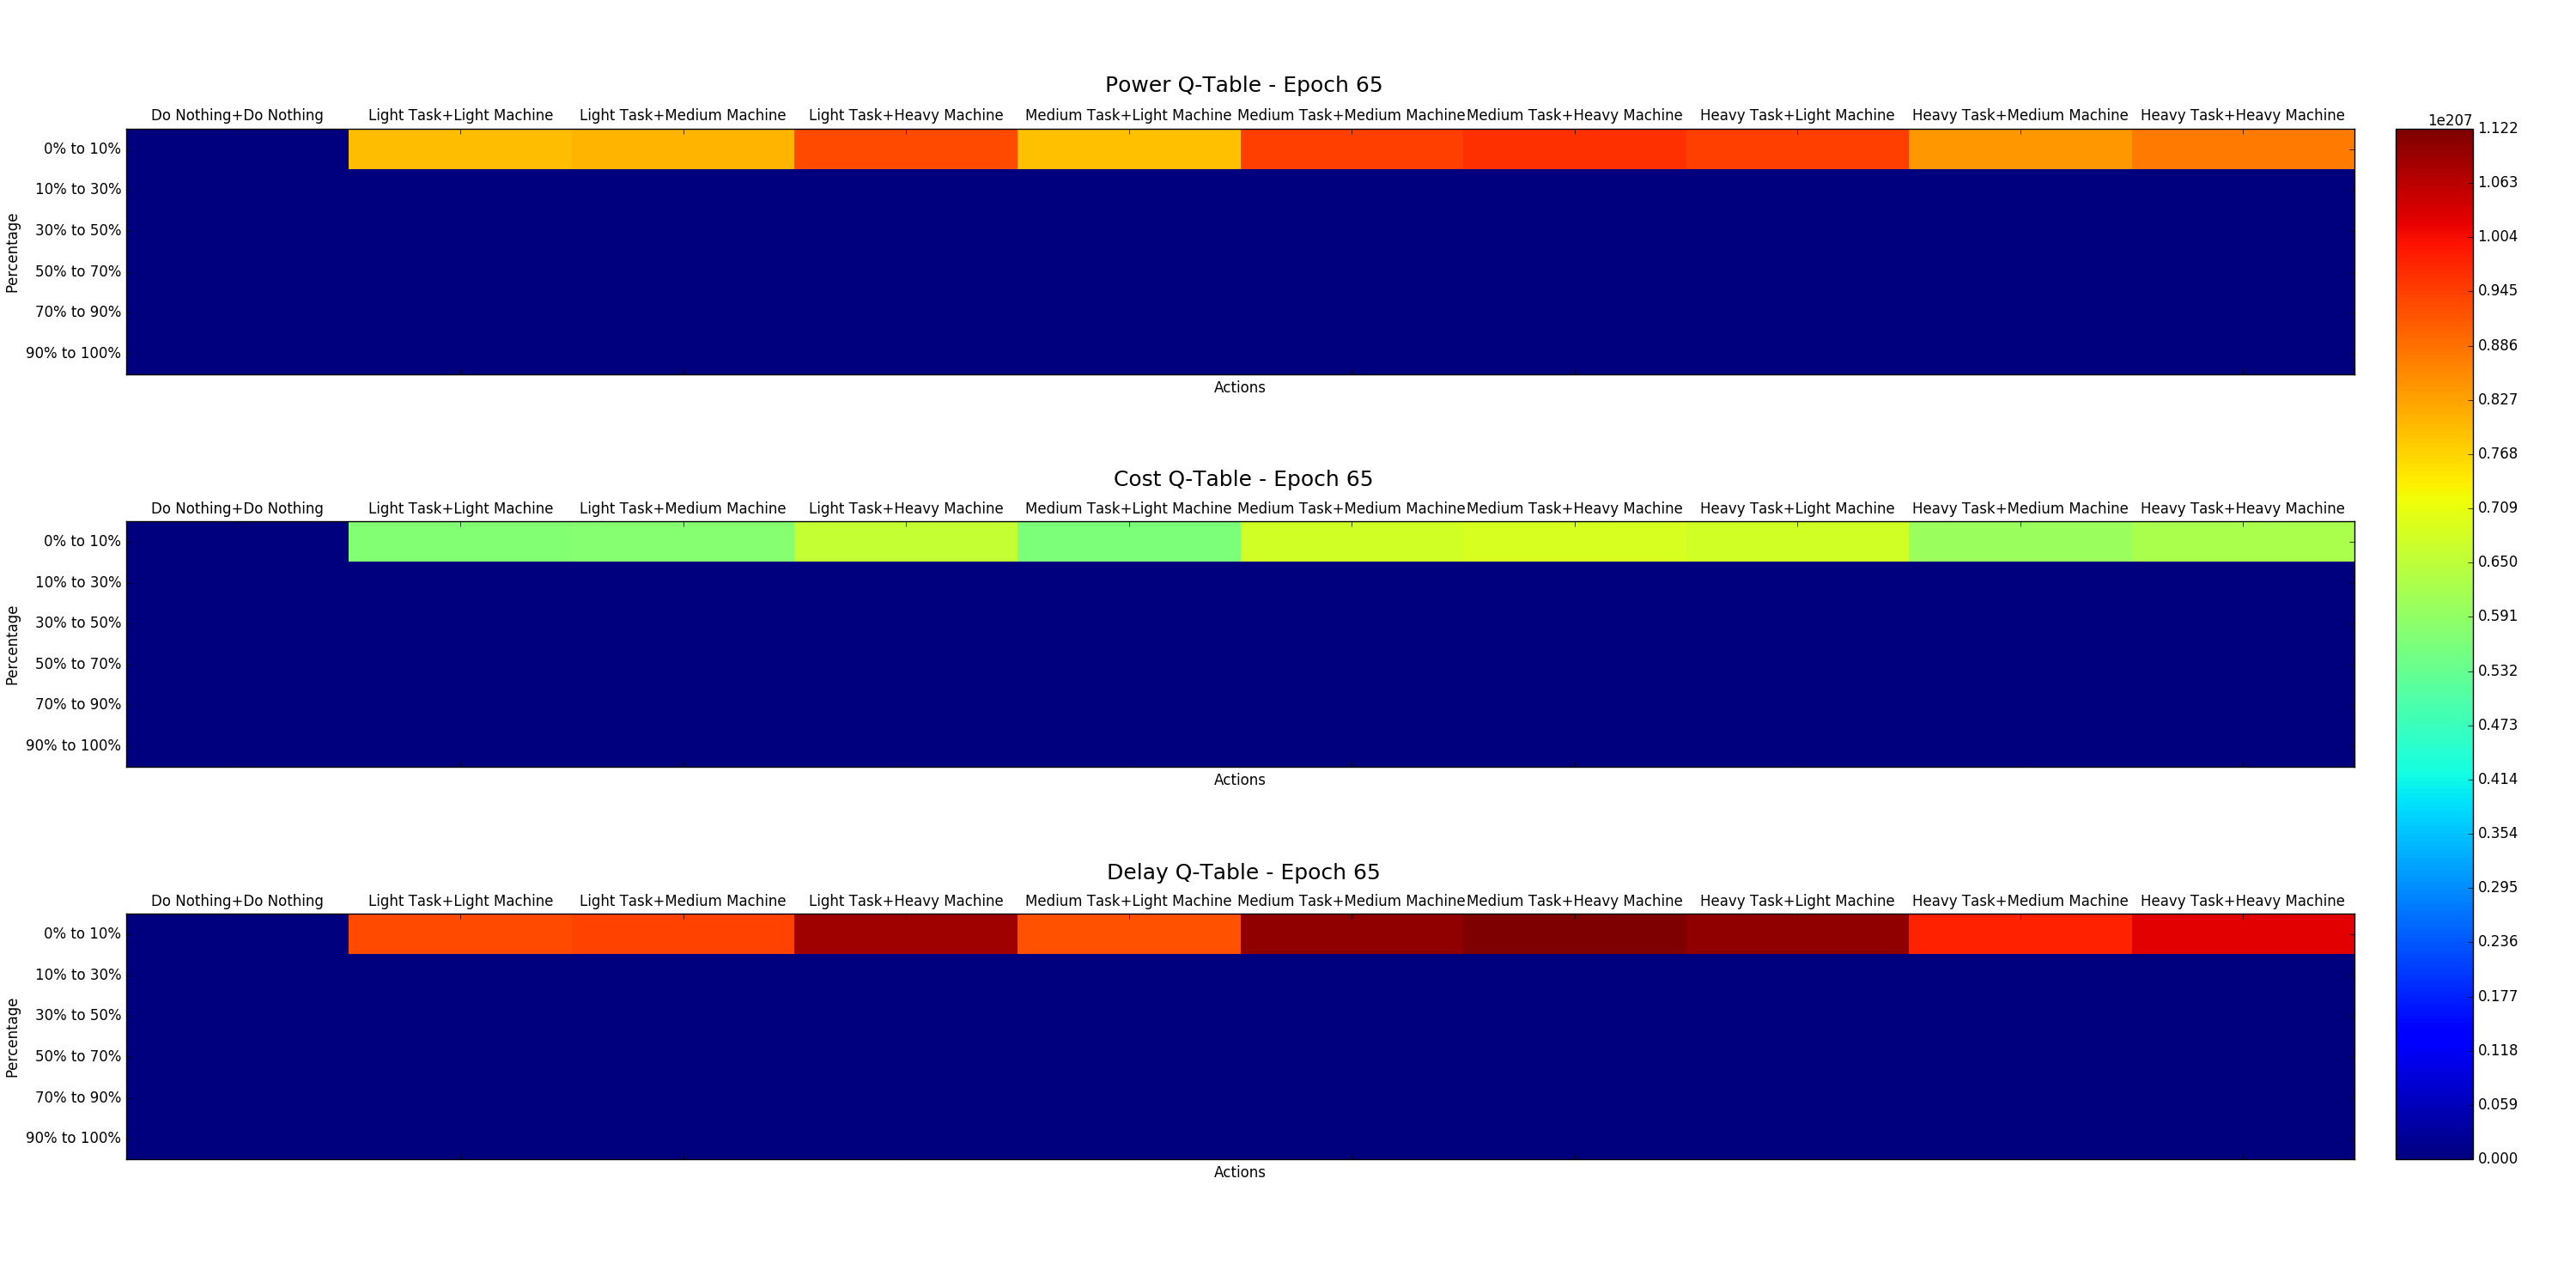 Power Q-Table - Epoch 65
Do Nothing+Do Nothing Light Task+Light Machine Light Task+Medium Machine Light Task+Heavy Machine Medium Task+Light Machine Medium Task+Medium Machine Medium Task+Heavy Machine Heavy Task+Light Machine Heavy Task+Medium Machine Heavy Task+Heavy Machine
Percentage
0% to 10%
10% to 30%
30% to 50%
50% to 70%
70% to 90%
90% to 100%
Actions
Cost Q-Table - Epoch 65
Do Nothing+Do Nothing Light Task+Light Machine Light Task+Medium Machine Light Task+Heavy Machine Medium Task+Light Machine Medium Task+Medium Machine Medium Task+Heavy Machine Heavy Task+Light Machine Heavy Task+Medium Machine Heavy Task+Heavy Machine
Percentage
0% to 10%
10% to 30%
30% to 50%
50% to 70%
70% to 90%
90% to 100%
Actions
Delay Q-Table - Epoch 65
Do Nothing+Do Nothing Light Task+Light Machine Light Task+Medium Machine Light Task+Heavy Machine Medium Task+Light Machine Medium Task+Medium Machine Medium Task+Heavy Machine Heavy Task+Light Machine Heavy Task+Medium Machine Heavy Task+Heavy Machine
Percentage
0% to 10%
10% to 30%
30% to 50%
50% to 70%
70% to 90%
90% to 100%
Actions
1e207
1.122
1.063
1.004
0.945
0.886
0.827
0.768
0.709
0.650
0.591
0.532
0.473
0.414
0.354
0.295
0.236
0.177
0.118
0.059
0.000